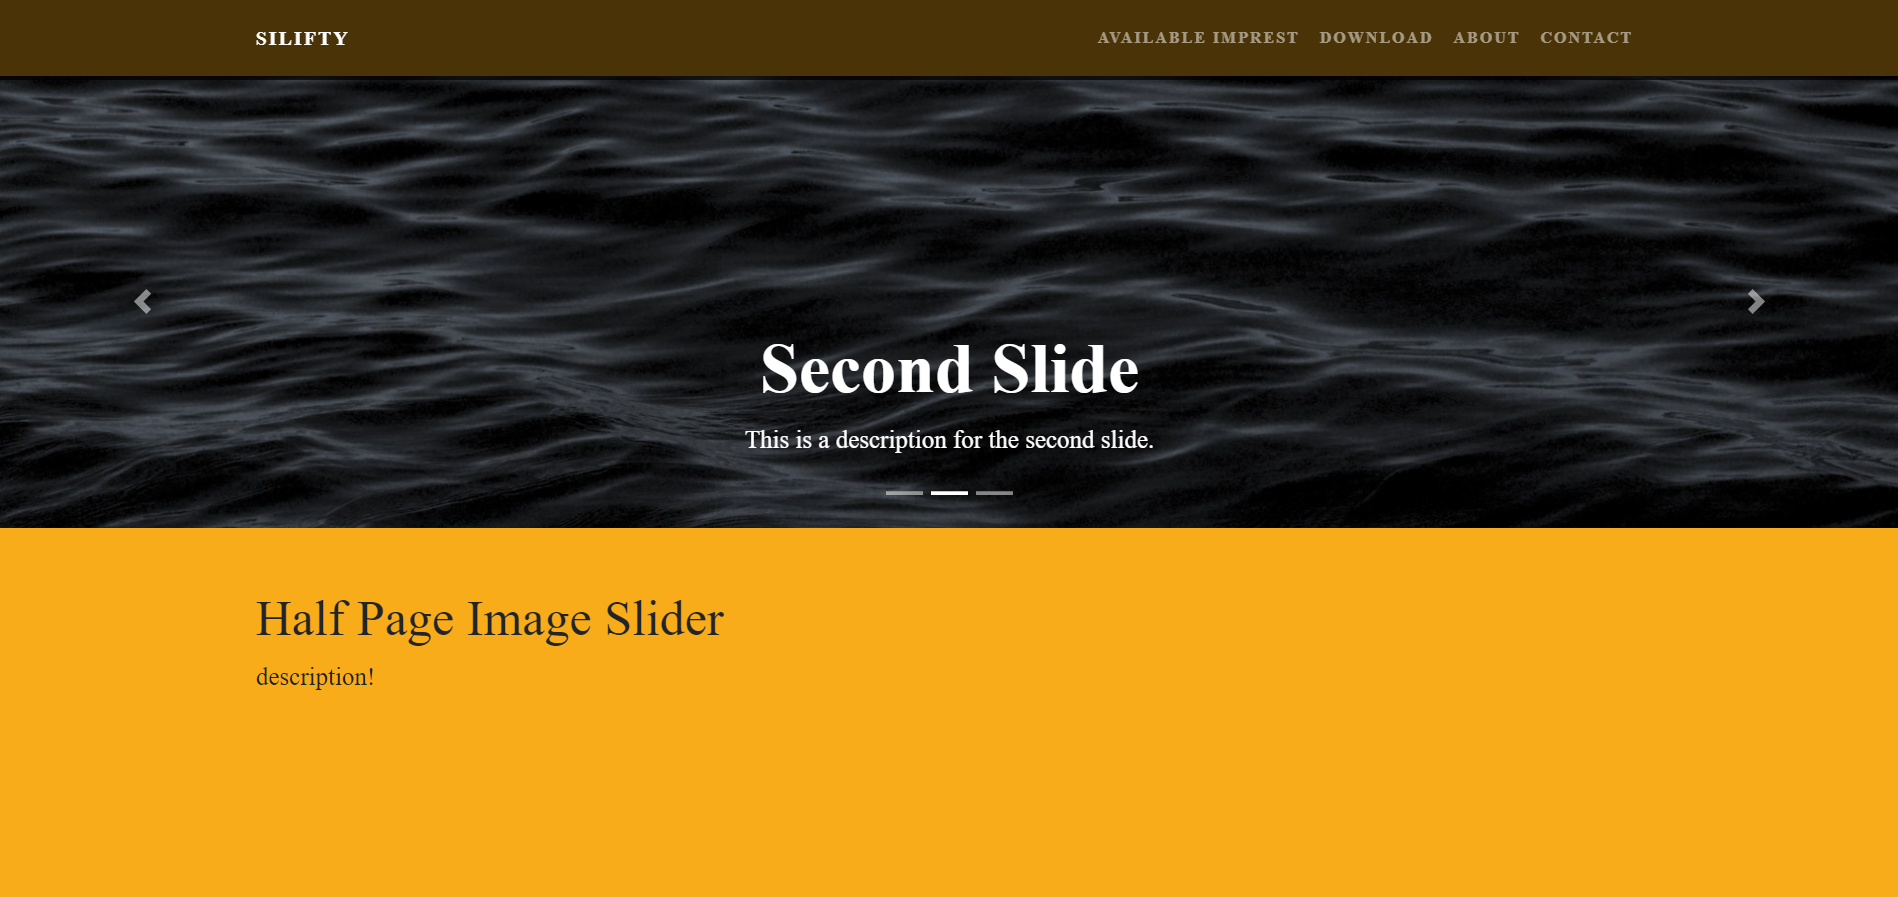 SILIFTY
AVAILABLE IMPREST DOWNLOAD ABOUT CONTACT
Second Slide
This is a description for the second slide.
Half Page Image Slider
description!